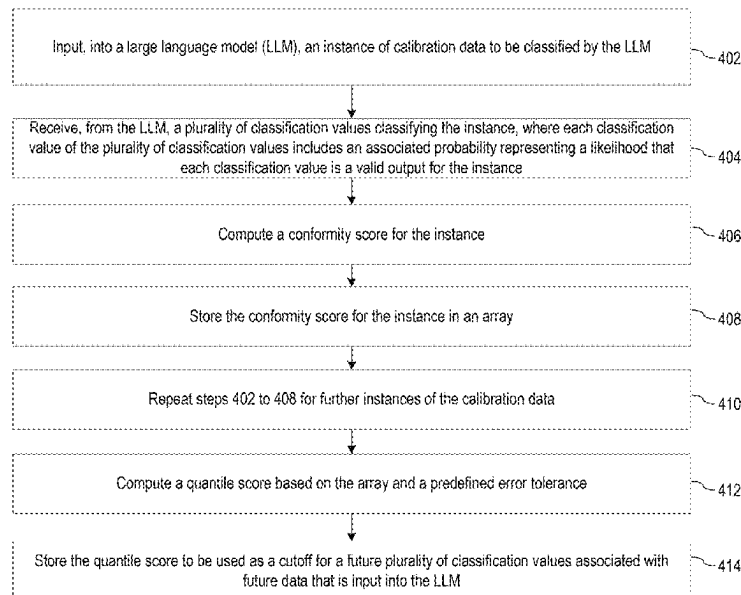 Input, into a large language model (LLM), an instance of calibration data to be classified by the LLM
402
Receive, from the LLM, a plurality of classification values classifying the instance, where each classification
value of the plurality of classification values includes an associated probability representing a likelihood that
each classification value is a valid output for the instance
404
Compute a conformity score for the instance
406
Store the conformity score for the instance in an array
408
Repeat steps 402 to 408 for further instances of the calibration data
410
Compute a quantile score based on the array and a predefined error tolerance
412
Store the quantile score to be used as a cutoff for a future plurality of classification values associated with
future data that is input into the LLM
414